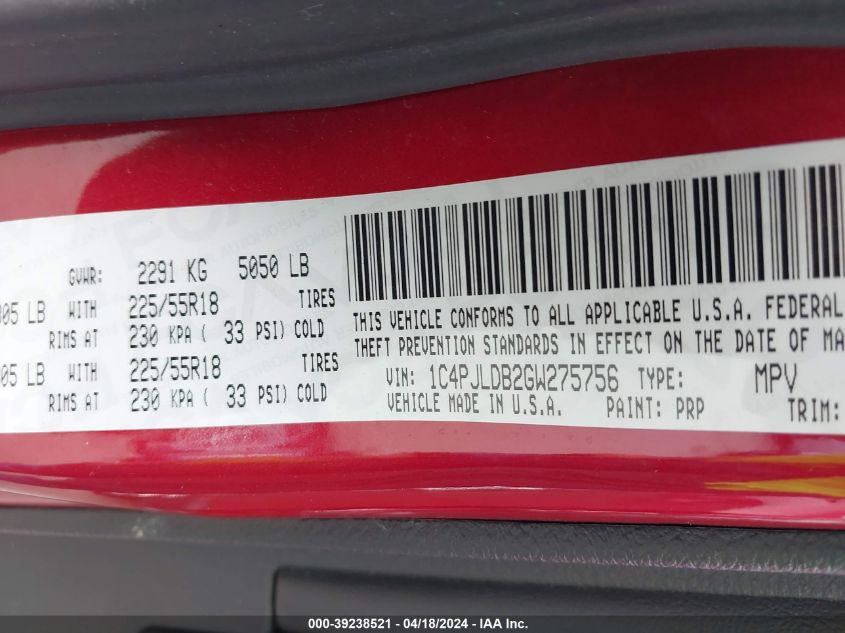 GVWR: 2291 KG 5050 LB
05 LB WITH 225/55R18 TIRES
RIMS AT 230 KPA ( 33 PSI) COLD
05 LB WITH 225/55R18 TIRES
RIMS AT 230 KPA ( 33 PSI) COLD
THIS VEHICLE CONFORMS TO ALL APPLICABLE U.S.A. FEDERAL
THEFT PREVENTION STANDARDS IN EFFECT ON THE DATE OF MA
VIN: 1C4PJLDB2GW275756 TYPE: MPV
VEHICLE MADE IN U.S.A. PAINT: PRP TRIM:
000-39238521 - 04/18/2024 - IAA Inc.